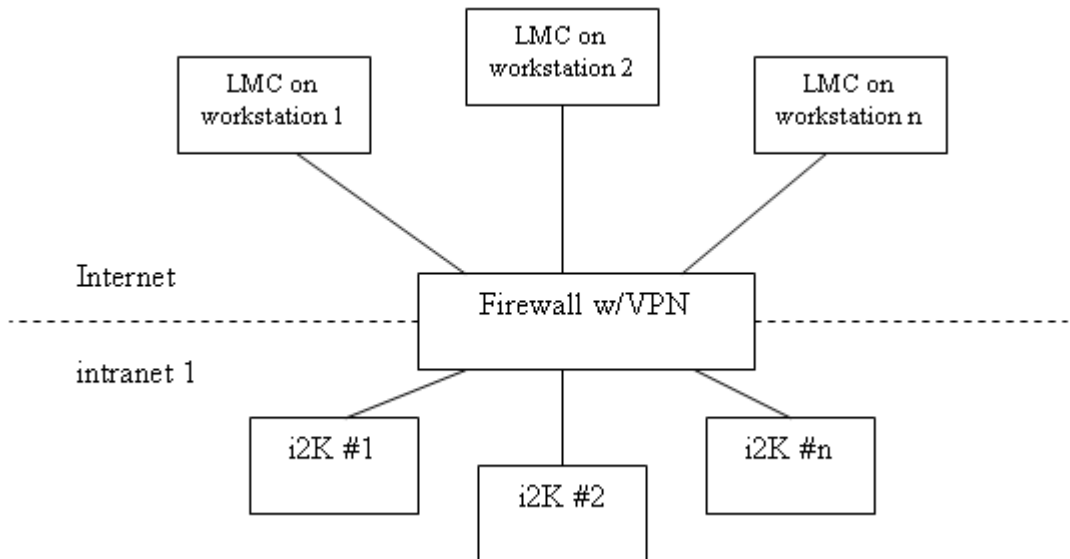 LMC on
workstation 1
LMC on
workstation 2
LMC on
workstation n
Internet
Firewall w/VPN
intranet 1
i2K #1
i2K #2
i2K #n